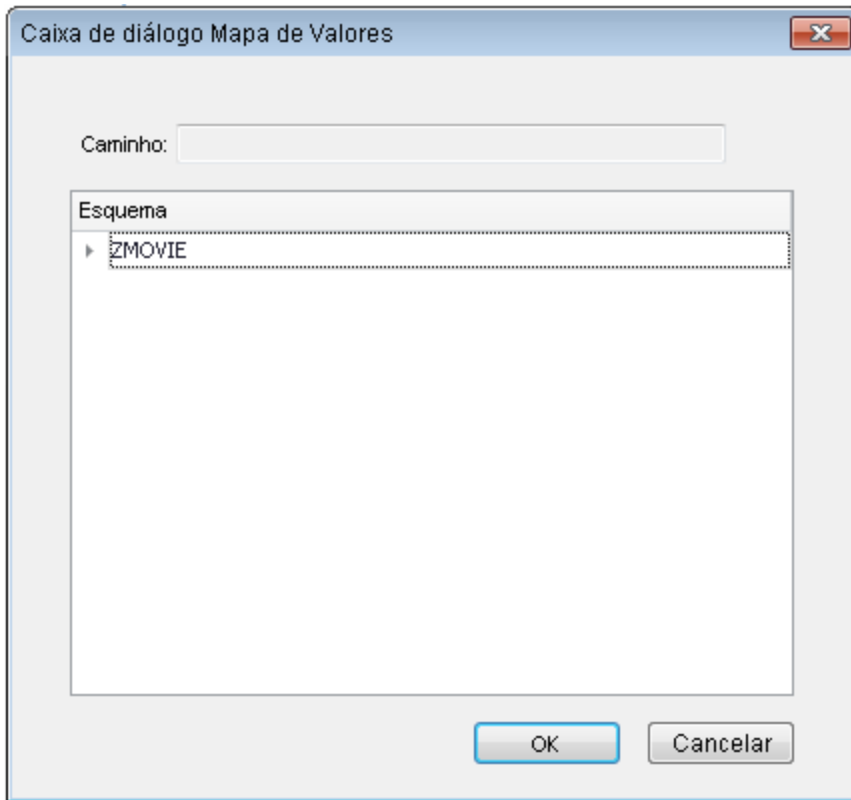 Caixa de diálogo Mapa de Valores
Caminho:
Esquema
ZMOVIE
OK Cancelar